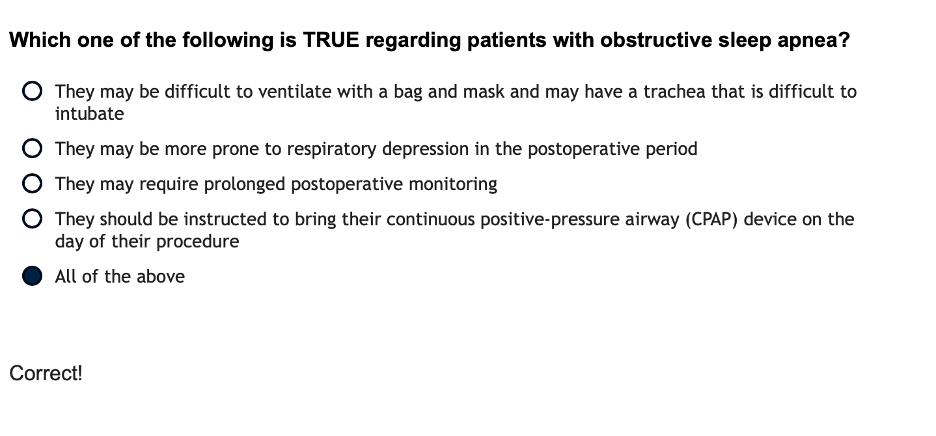 Which one of the following is TRUE regarding patients with obstructive sleep apnea?
They may be difficult to ventilate with a bag and mask and may have a trachea that is difficult to
intubate
They may be more prone to respiratory depression in the postoperative period
They may require prolonged postoperative monitoring
They should be instructed to bring their continuous positive-pressure airway (CPAP) device on the
day of their procedure
All of the above
Correct!